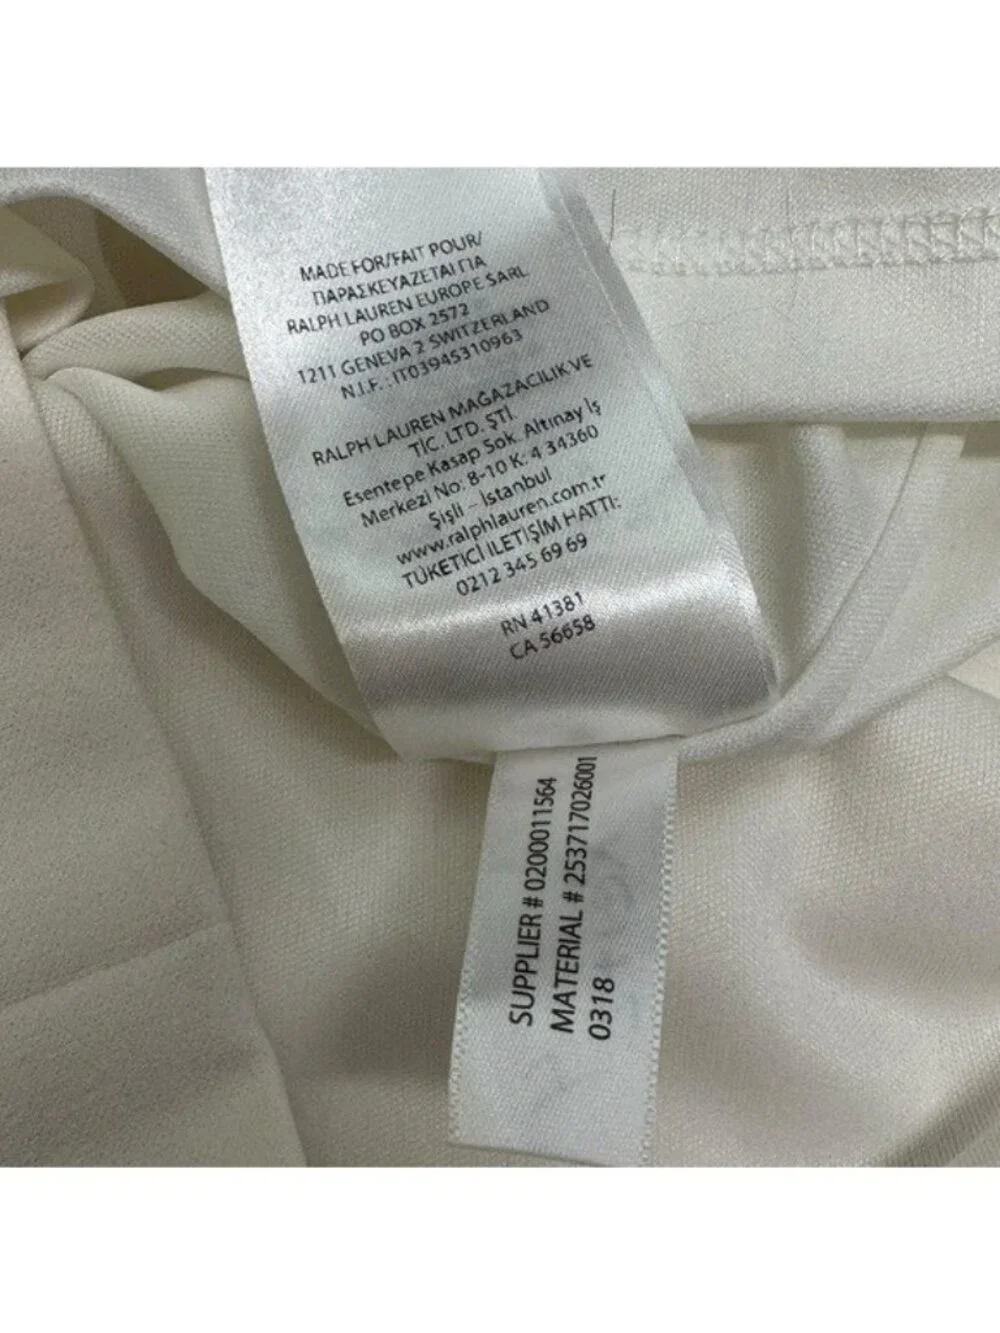 MADE FOR/FAIT POUR/
ΠΑΡΑΣΚΕΥΑΖΕΤΑΙ ΓΙΑ
RALPH LAUREN EUROPE SARL
PO BOX 2572
1211 GENEVA 2 SWITZERLAND
N.I.F. : IT03945310963
RALPH LAUREN MAĞAZACILIK VE
TİC. LTD. ŞTİ.
Esentepe Kasap Sok. Altınay İş
Merkezi No: 8-10 K: 4 34360
Şişli – İstanbul
www.ralphlauren.com.tr
TÜKETİCİ İLETİŞİM HATTI:
0212 345 69 69
RN 41381
CA 56658
SUPPLIER # 0200011564
MATERIAL # 253717026001
0318